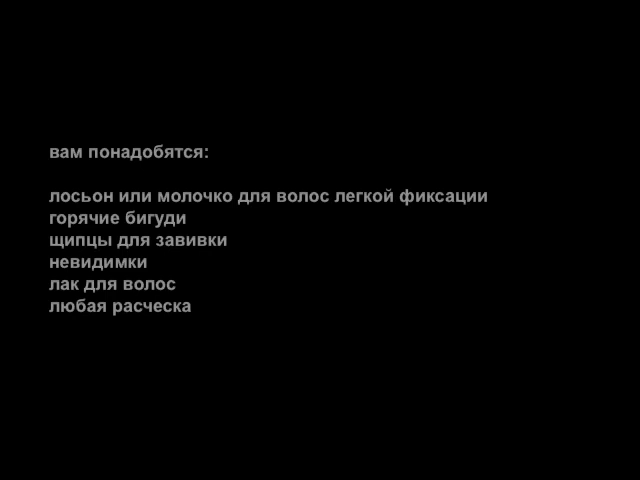 вам понадобятся:
лосьон или молочко для волос легкой фиксации
горячие бигуди
щипцы для завивки
невидимки
лак для волос
любая расческа